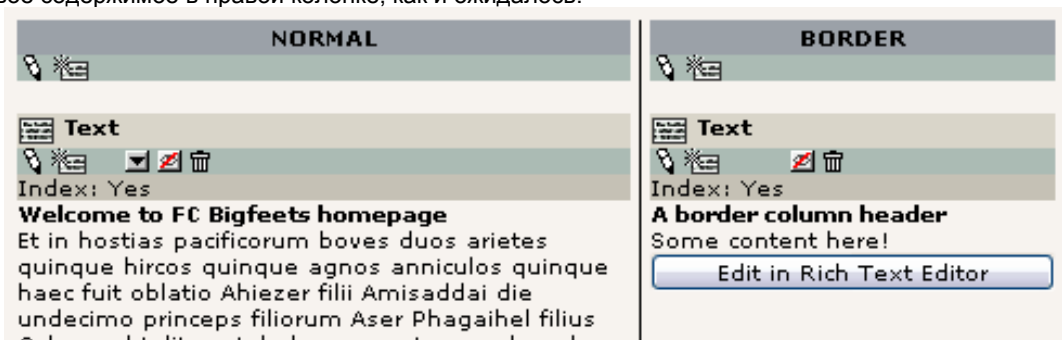 все содержимое в правой колонке, как и ожидалось:
NORMAL
Text
Index: Yes
Welcome to FC Bigfeets homepage
Et in hostias pacificorum boves duos arietes
quinque hircos quinque agnos anniculos quinque
haec fuit oblatio Ahiezer filii Amisaddai die
undecimo princeps filiorum Aser Phagaihel filius
BORDER
Text
Index: Yes
A border column header
Some content here!
Edit in Rich Text Editor